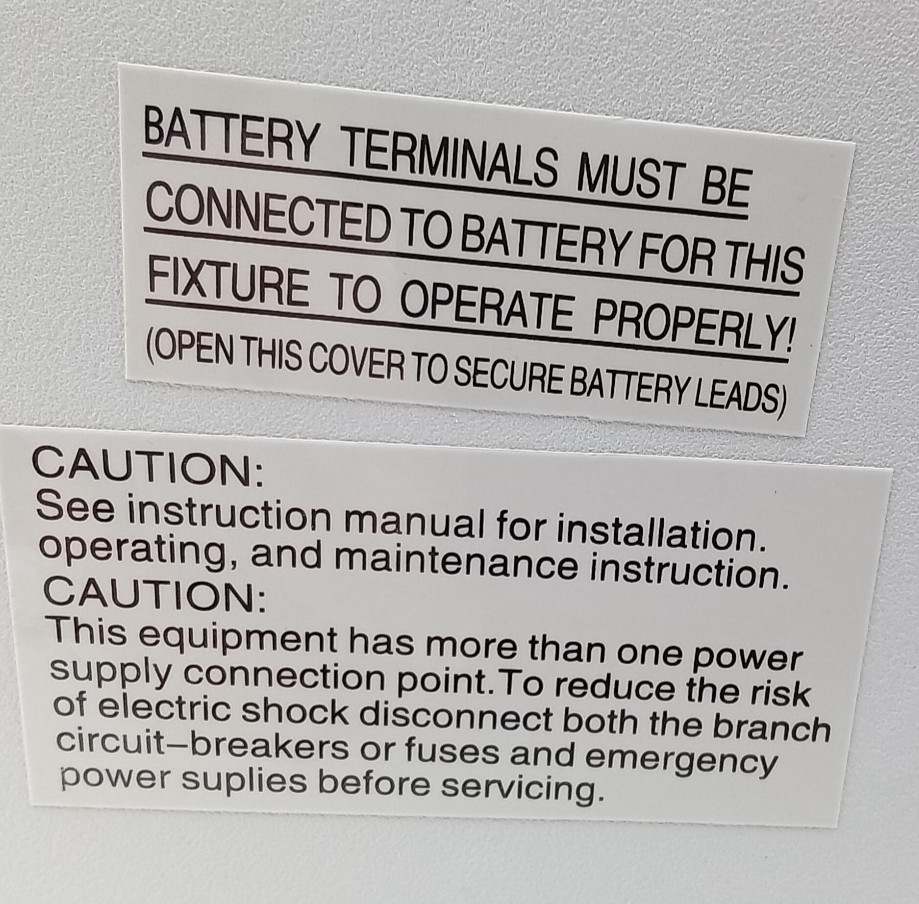 BATTERY TERMINALS MUST BE
CONNECTED TO BATTERY FOR THIS
FIXTURE TO OPERATE PROPERLY!
(OPEN THIS COVER TO SECURE BATTERY LEADS)
CAUTION:
See instruction manual for installation.
operating, and maintenance instruction.
CAUTION:
This equipment has more than one power
supply connection point.To reduce the risk
of electric shock disconnect both the branch
circuit–breakers or fuses and emergency
power suplies before servicing.